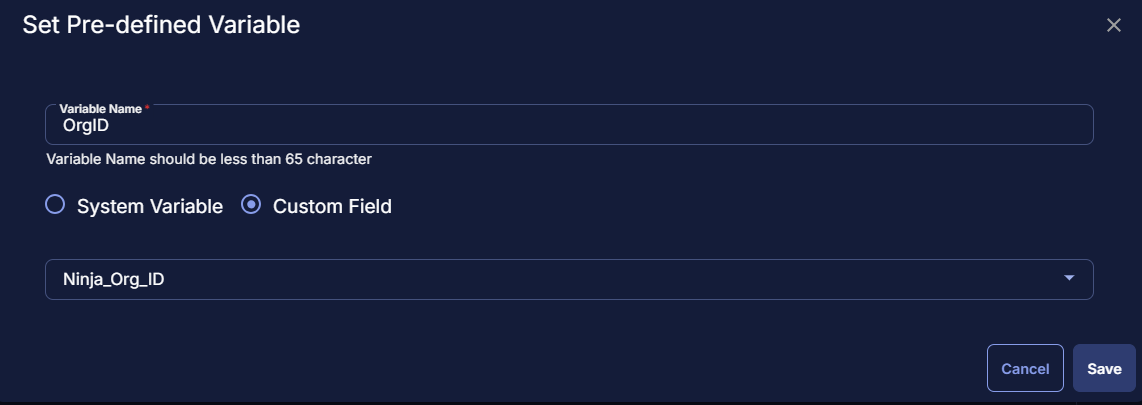 Set Pre-defined Variable
Variable Name *
OrgID
Variable Name should be less than 65 character
System Variable Custom Field
Ninja_Org_ID
Cancel Save